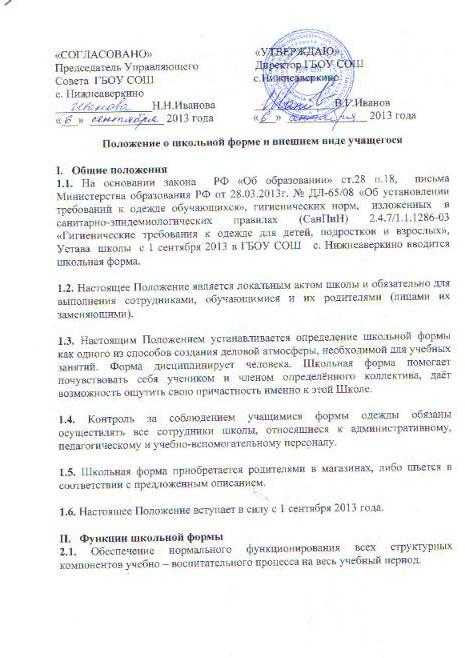 «СОГЛАСОВАНО» «УТВЕРЖДАЮ»
Председатель Управляющего Директор ГБОУ СОШ
Совета ГБОУ СОШ с.Нижнеаверкино
с. Нижнеаверкино
Иванова Н.Н.Иванова В.Г.Иванов
« 6 » сентября 2013 года « 6 » сентября 2013 года
Положение о школьной форме и внешнем виде учащегося
I. Общие положения
1.1. На основании закона РФ «Об образовании» ст.28 п.18, письма
Министерства образования РФ от 28.03.2013г. № ДЛ-65/08 «Об установлении
требований к одежде обучающихся», гигиенических норм, изложенных в
санитарно-эпидемиологических правилах (СанПиН) 2.4.7/1.1.1286-03
«Гигиенические требования к одежде для детей, подростков и взрослых»,
Устава школы с 1 сентября 2013 в ГБОУ СОШ с. Нижнеаверкино вводится
школьная форма.
1.2. Настоящее Положение является локальным актом школы и обязательно для
выполнения сотрудниками, обучающимися и их родителями (лицами их
заменяющими).
1.3. Настоящим Положением устанавливается определение школьной формы
как одного из способов создания деловой атмосферы, необходимой для учебных
занятий. Форма дисциплинирует человека. Школьная форма помогает
почувствовать себя учеником и членом определённого коллектива, даёт
возможность ощутить свою причастность именно к этой Школе.
1.4. Контроль за соблюдением учащимися формы одежды обязаны
осуществлять все сотрудники школы, относящиеся к административному,
педагогическому и учебно-вспомогательному персоналу.
1.5. Школьная форма приобретается родителями в магазинах, либо шьется в
соответствии с предложенным описанием.
1.6. Настоящее Положение вступает в силу с 1 сентября 2013 года.
II. Функции школьной формы
2.1. Обеспечение нормального функционирования всех структурных
компонентов учебно – воспитательного процесса на весь учебный период.